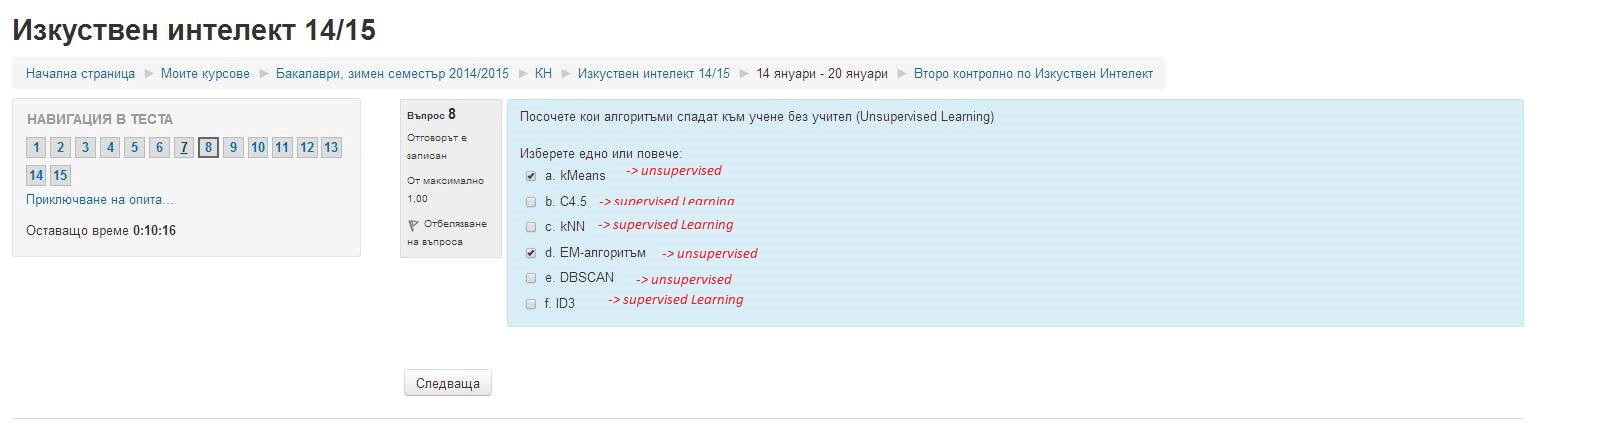 Изкуствен интелект 14/15
Начална страница ► Моите курсове ► Бакалаври, зимен семестър 2014/2015 ► КН ► Изкуствен интелект 14/15 ► 14 януари - 20 януари ► Второ контролно по Изкуствен Интелект
НАВИГАЦИЯ В ТЕСТА
1 2 3 4 5 6 7 8 9 10 11 12 13
14 15
Приключване на опита...
Оставащо време 0:10:16
Въпрос 8
Отговорът е
записан
От максимално
1,00
Отбелязване
на въпроса
Посочете кои алгоритъми спадат към учене без учител (Unsupervised Learning)
Изберете едно или повече:
a. kMeans -> unsupervised
b. C4.5 -> supervised Learning
c. kNN -> supervised Learning
d. EM-алгоритъм -> unsupervised
e. DBSCAN -> unsupervised
f. ID3 -> supervised Learning
Следваща